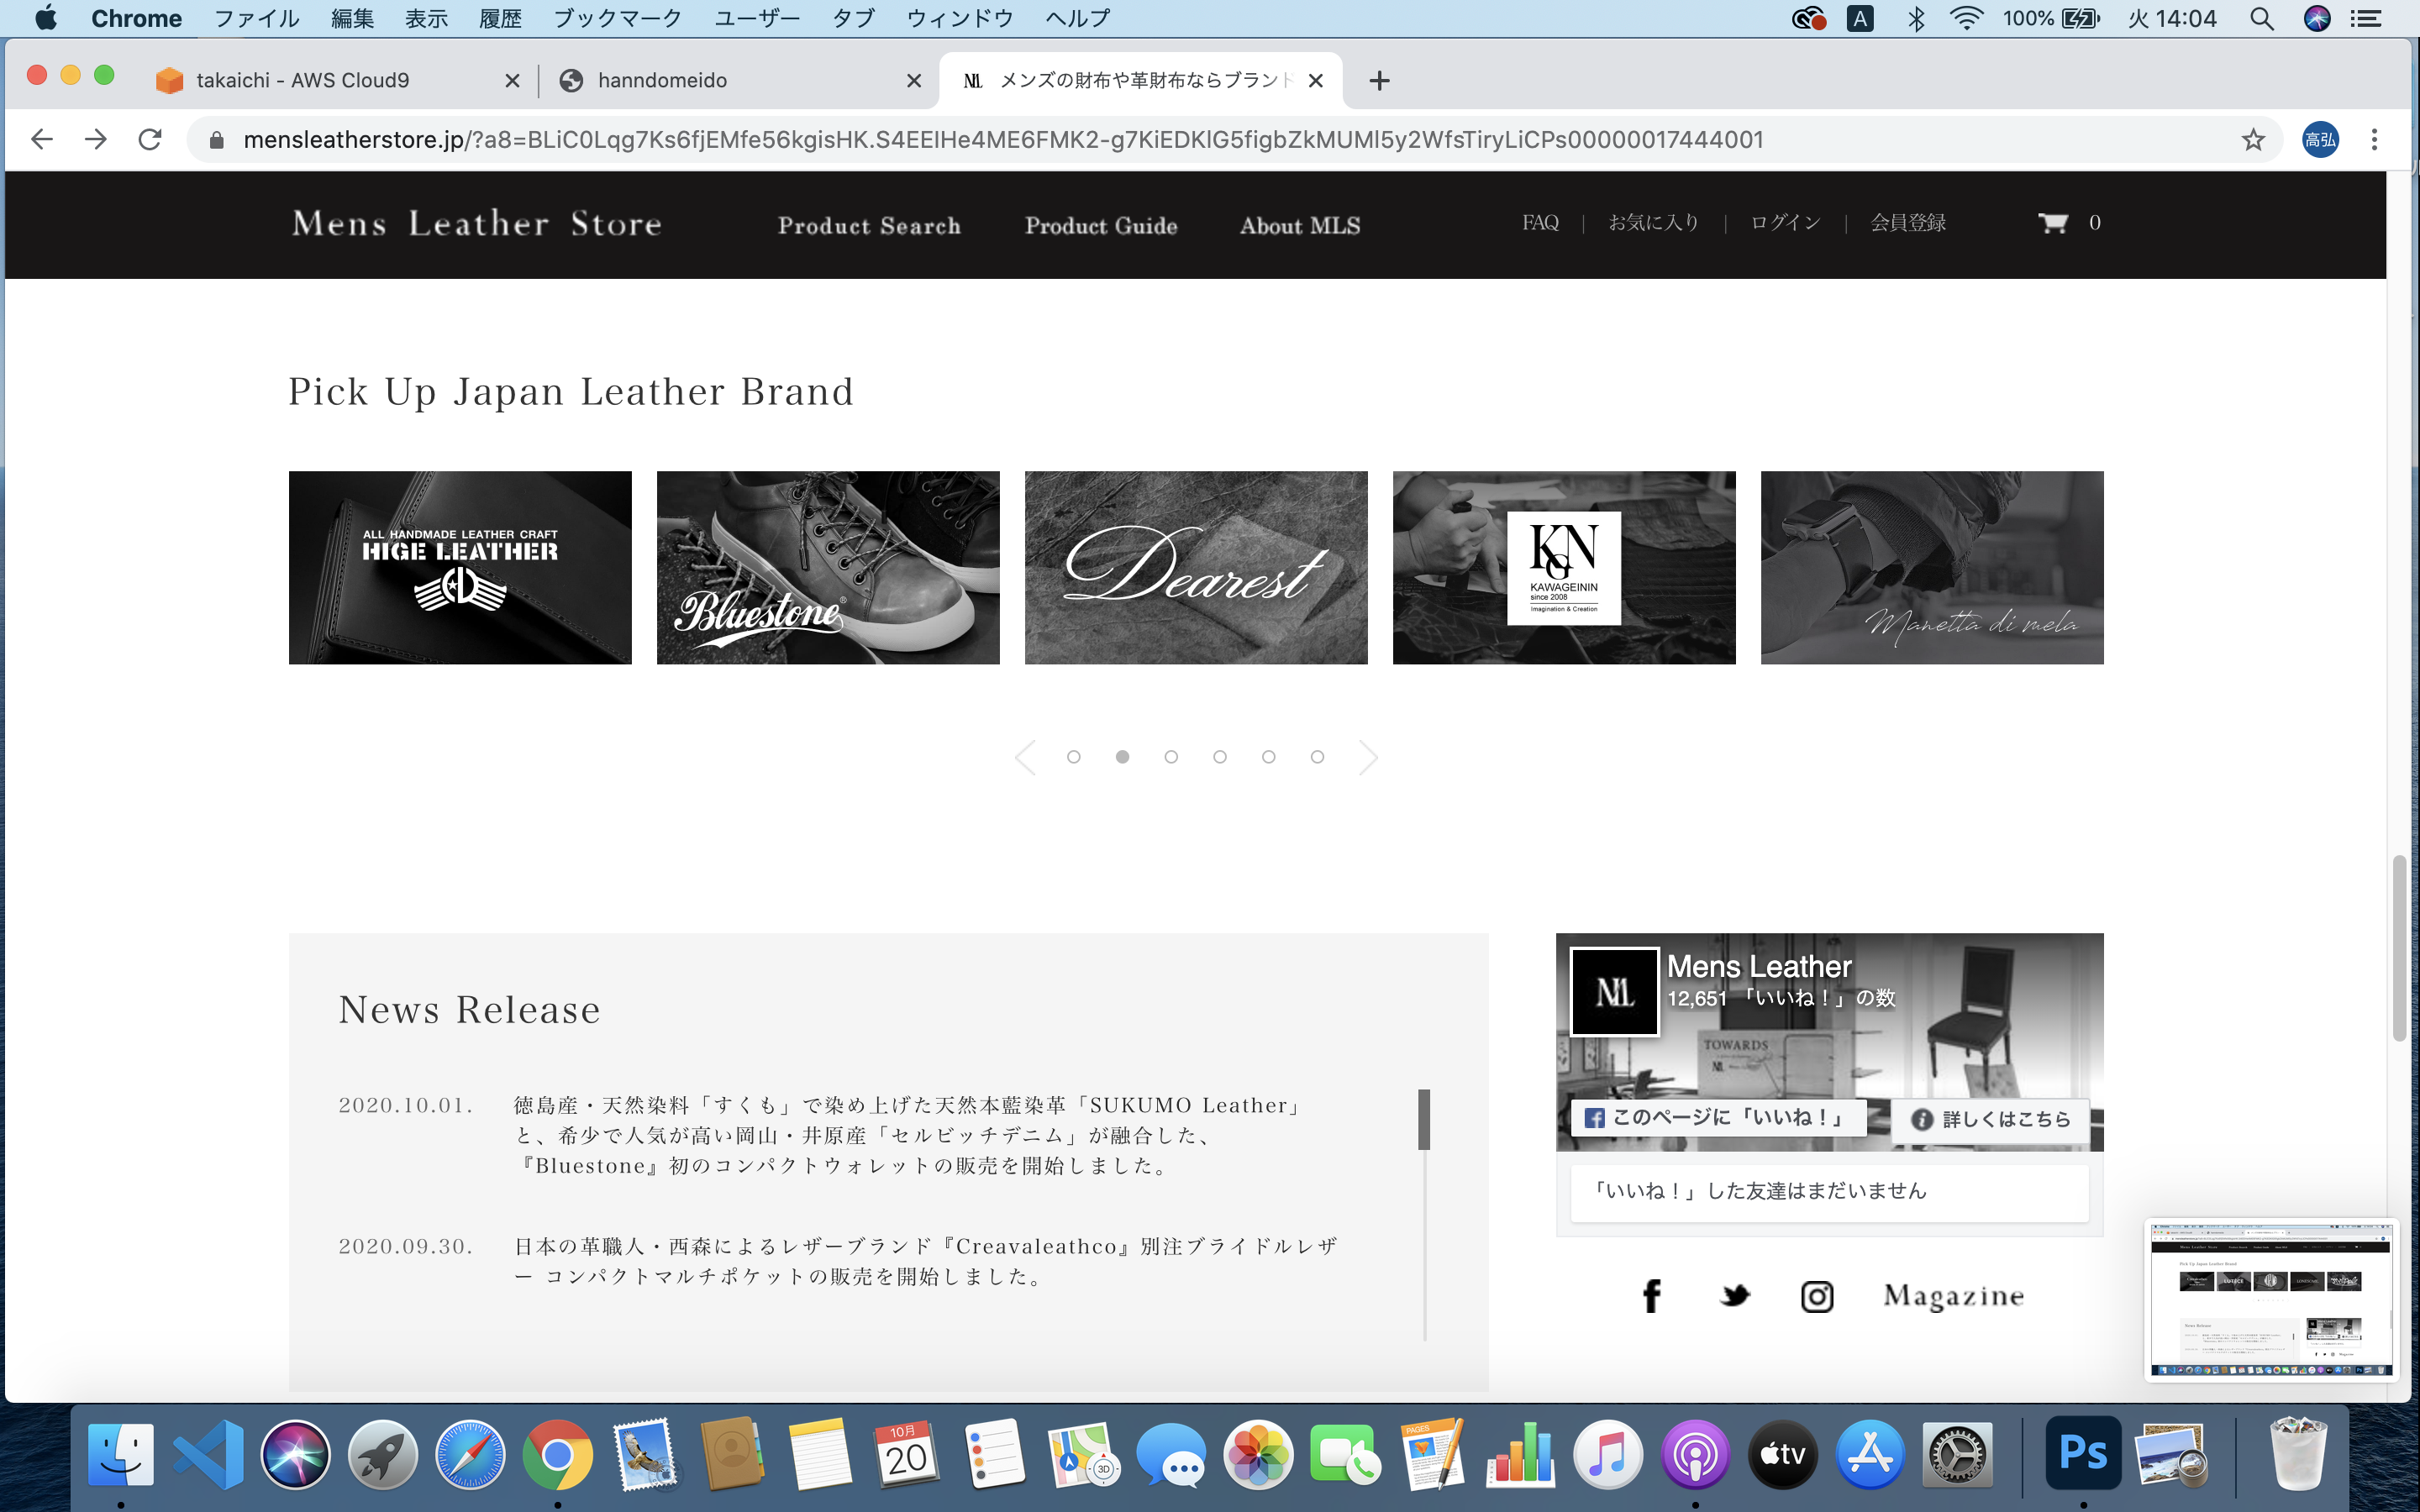 Chrome ファイル 編集 表示 履歴 ブックマーク ユーザー タブ ウィンドウ ヘルプ A 100% 火 14:04
takaichi - AWS Cloud9
hanndomeido
メンズの財布や革財布ならブランド
mensleatherstore.jp/?a8=BLiC0Lqg7Ks6fjEMfe56kgisHK.S4EElHe4ME6FMK2-g7KiEDKlG5figbZkMUMl5y2WfsTiryLiCPs00000017444001
高弘
Mens Leather Store Product Search Product Guide About MLS FAQ | お気に入り | ログイン | 会員登録 0
Pick Up Japan Leather Brand
ALL HANDMADE LEATHER CRAFT
HIGE LEATHER
Bluestone®
Dearest
K&N
KAWAGEININ
since 2008
Imagination & Creation
Manetta di mela
News Release
2020.10.01. 徳島産・天然染料「すくも」で染め上げた天然本藍染革「SUKUMO Leather」
と、希少で人気が高い岡山・井原産「セルビッチデニム」が融合した、
『Bluestone』初のコンパクトウォレットの販売を開始しました。
2020.09.30. 日本の革職人・西森によるレザーブランド『Creavaleathco』別注ブライドルレザ
ー コンパクトマルチポケットの販売を開始しました。
Mens Leather
12,651 「いいね！」の数
TOWARDS
このページに「いいね！」
詳しくはこちら
「いいね！」した友達はまだいません
Magazine
10月
20
3D
PAGES
tv
Ps